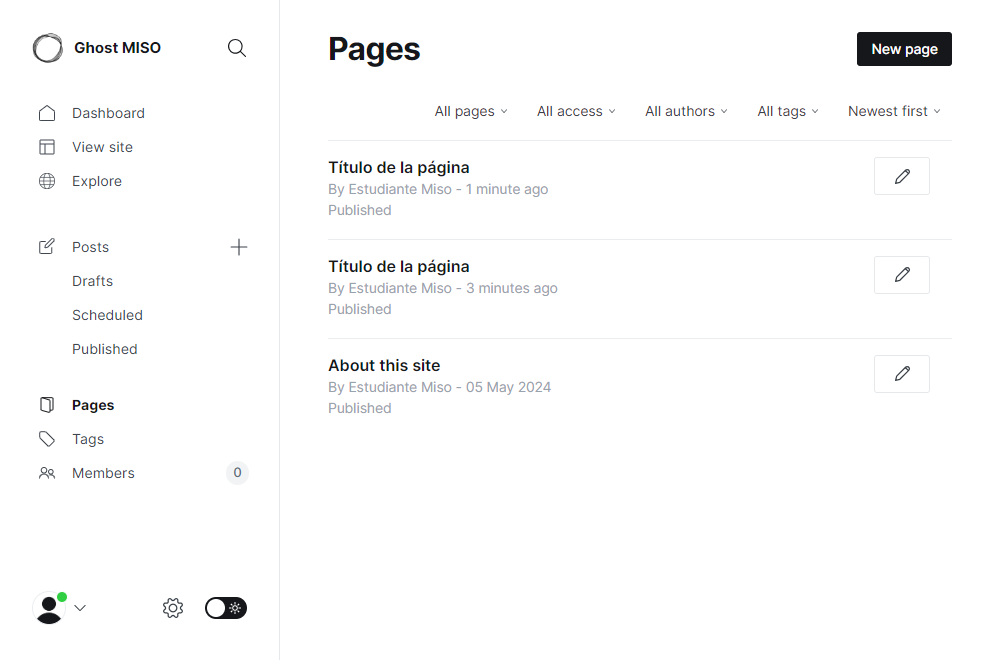 Ghost MISO
Dashboard
View site
Explore
Posts
Drafts
Scheduled
Published
Pages
Tags
Members 0
Pages
New page
All pages All access All authors All tags Newest first
Título de la página
By Estudiante Miso - 1 minute ago
Published
Título de la página
By Estudiante Miso - 3 minutes ago
Published
About this site
By Estudiante Miso - 05 May 2024
Published